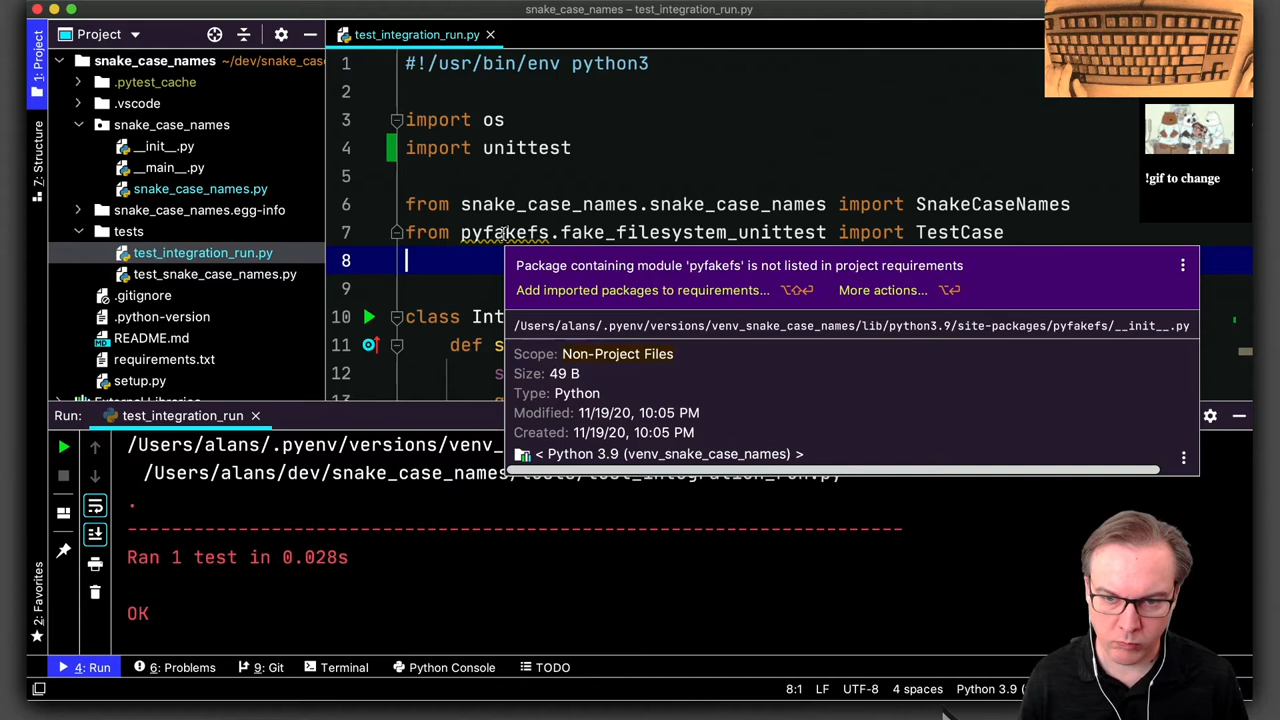 snake_case_names – test_integration_run.py
Project
test_integration_run.py
1: Project
7: Structure
2: Favorites
snake_case_names ~/dev/snake_cas
.pytest_cache
.vscode
snake_case_names
__init__.py
__main__.py
snake_case_names.py
snake_case_names.egg-info
tests
test_integration_run.py
test_snake_case_names.py
.gitignore
.python-version
README.md
requirements.txt
setup.py
1 #!/usr/bin/env python3
2
3 import os
4 import unittest
5
6 from snake_case_names.snake_case_names import SnakeCaseNames
7 from pyfakefs.fake_filesystem_unittest import TestCase
8
9
10 class Int
11 def s
12 s
!gif to change
Package containing module 'pyfakefs' is not listed in project requirements
Add imported packages to requirements... ⌥⇧⏎ More actions... ⌥⏎
/Users/alans/.pyenv/versions/venv_snake_case_names/lib/python3.9/site-packages/pyfakefs/__init__.py
Scope: Non-Project Files
Size: 49 B
Type: Python
Modified: 11/19/20, 10:05 PM
Created: 11/19/20, 10:05 PM
< Python 3.9 (venv_snake_case_names) >
Run: test_integration_run
/Users/alans/.pyenv/versions/venv_s
/Users/alans/dev/snake_case_names/tests/test_integration_run.py
.
----------------------------------------------------------------------
Ran 1 test in 0.028s
OK
4: Run 6: Problems 9: Git Terminal Python Console TODO
8:1 LF UTF-8 4 spaces Python 3.9 (